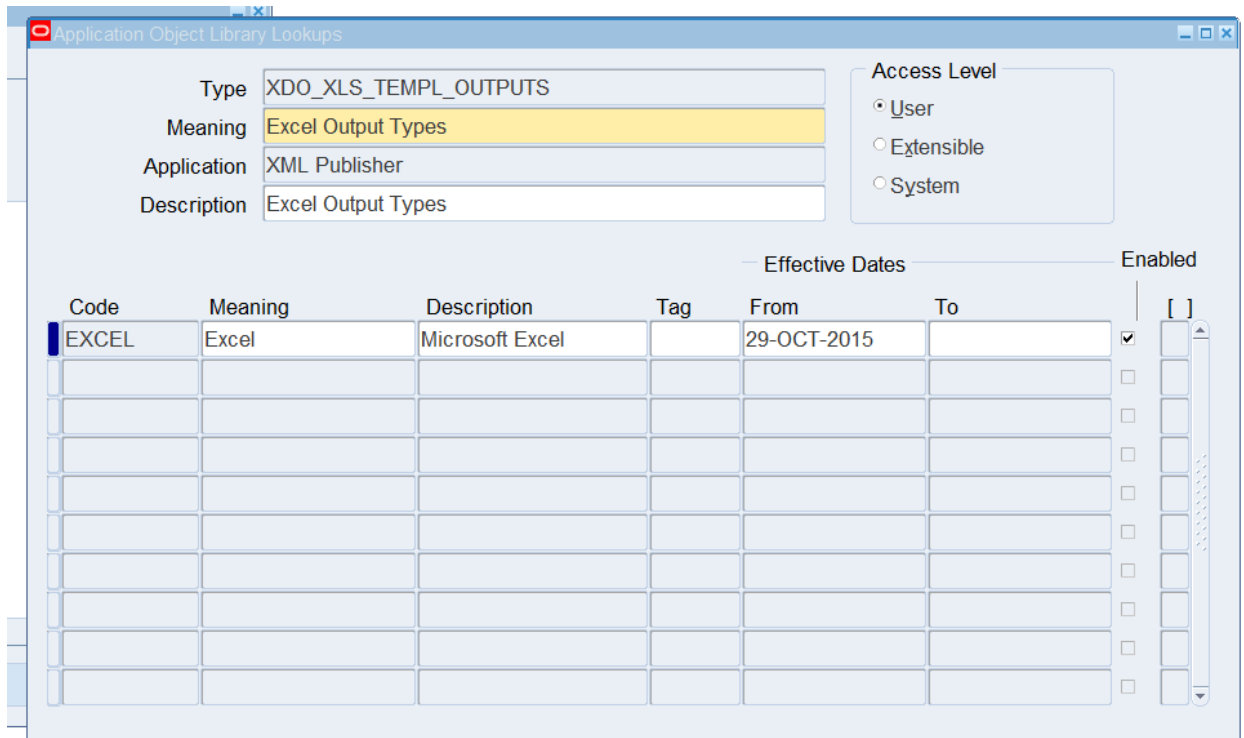 Application Object Library Lookups
Type XDO_XLS_TEMPL_OUTPUTS
Meaning Excel Output Types
Application XML Publisher
Description Excel Output Types
Access Level
User
Extensible
System
Effective Dates Enabled
Code Meaning Description Tag From To [ ]
EXCEL Excel Microsoft Excel 29-OCT-2015